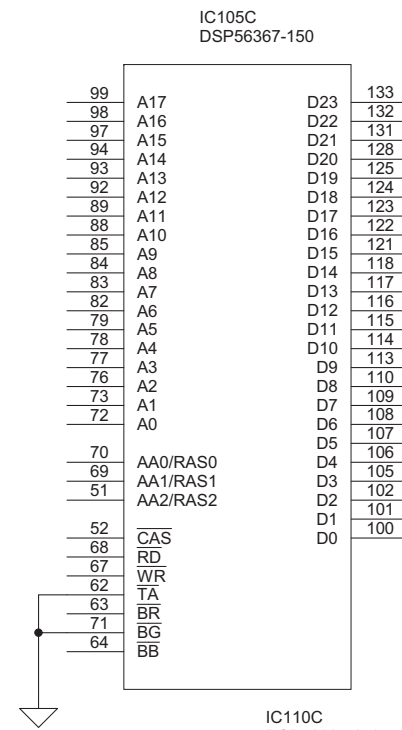 IC105C
DSP56367-150
99 A17 D23 133
98 A16 D22 132
97 A15 D21 131
94 A14 D20 128
93 A13 D19 125
92 A12 D18 124
89 A11 D17 123
88 A10 D16 122
85 A9 D15 121
84 A8 D14 118
83 A7 D13 117
82 A6 D12 116
79 A5 D11 115
78 A4 D10 114
77 A3 D9 113
76 A2 D8 110
73 A1 D7 109
72 A0 D6 108
D5 107
70 AA0/RAS0 D4 106
69 AA1/RAS1 D3 105
51 AA2/RAS2 D2 102
D1 101
52 CAS D0 100
68 RD
67 WR
62 TA
63 BR
71 BG
64 BB
IC110C